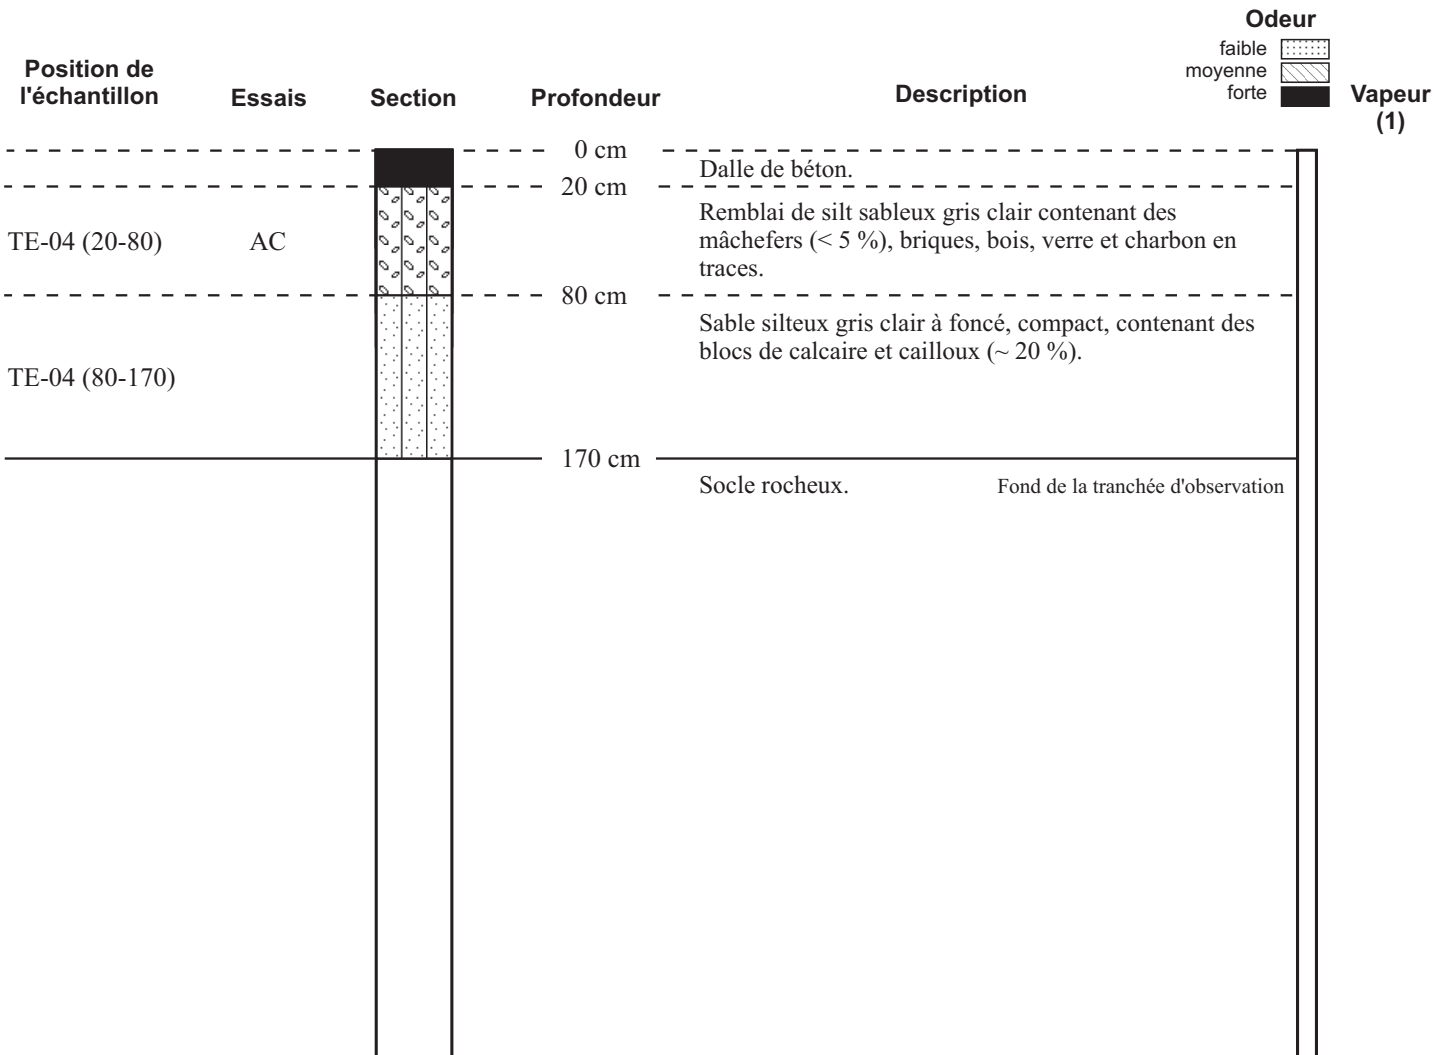 Odeur
faible
moyenne
forte
Position de
l'échantillon
Essais
Section
Profondeur
Description
Vapeur
(1)
0 cm
Dalle de béton.
20 cm
TE-04 (20-80)
AC
Remblai de silt sableux gris clair contenant des
mâchefers (< 5 %), briques, bois, verre et charbon en
traces.
80 cm
TE-04 (80-170)
Sable silteux gris clair à foncé, compact, contenant des
blocs de calcaire et cailloux (~ 20 %).
170 cm
Socle rocheux.
Fond de la tranchée d'observation